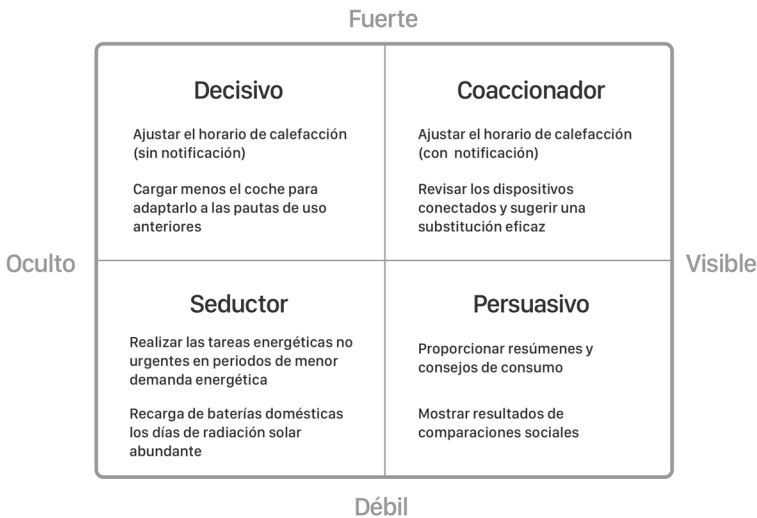 Fuerte
Decisivo
Ajustar el horario de calefacción
(sin notificación)
Cargar menos el coche para
adaptarlo a las pautas de uso
anteriores
Coaccionador
Ajustar el horario de calefacción
(con notificación)
Revisar los dispositivos
conectados y sugerir una
substitución eficaz
Oculto
Visible
Seductor
Realizar las tareas energéticas no
urgentes en periodos de menor
demanda energética
Recarga de baterías domésticas
los días de radiación solar
abundante
Persuasivo
Proporcionar resúmenes y
consejos de consumo
Mostrar resultados de
comparaciones sociales
Débil